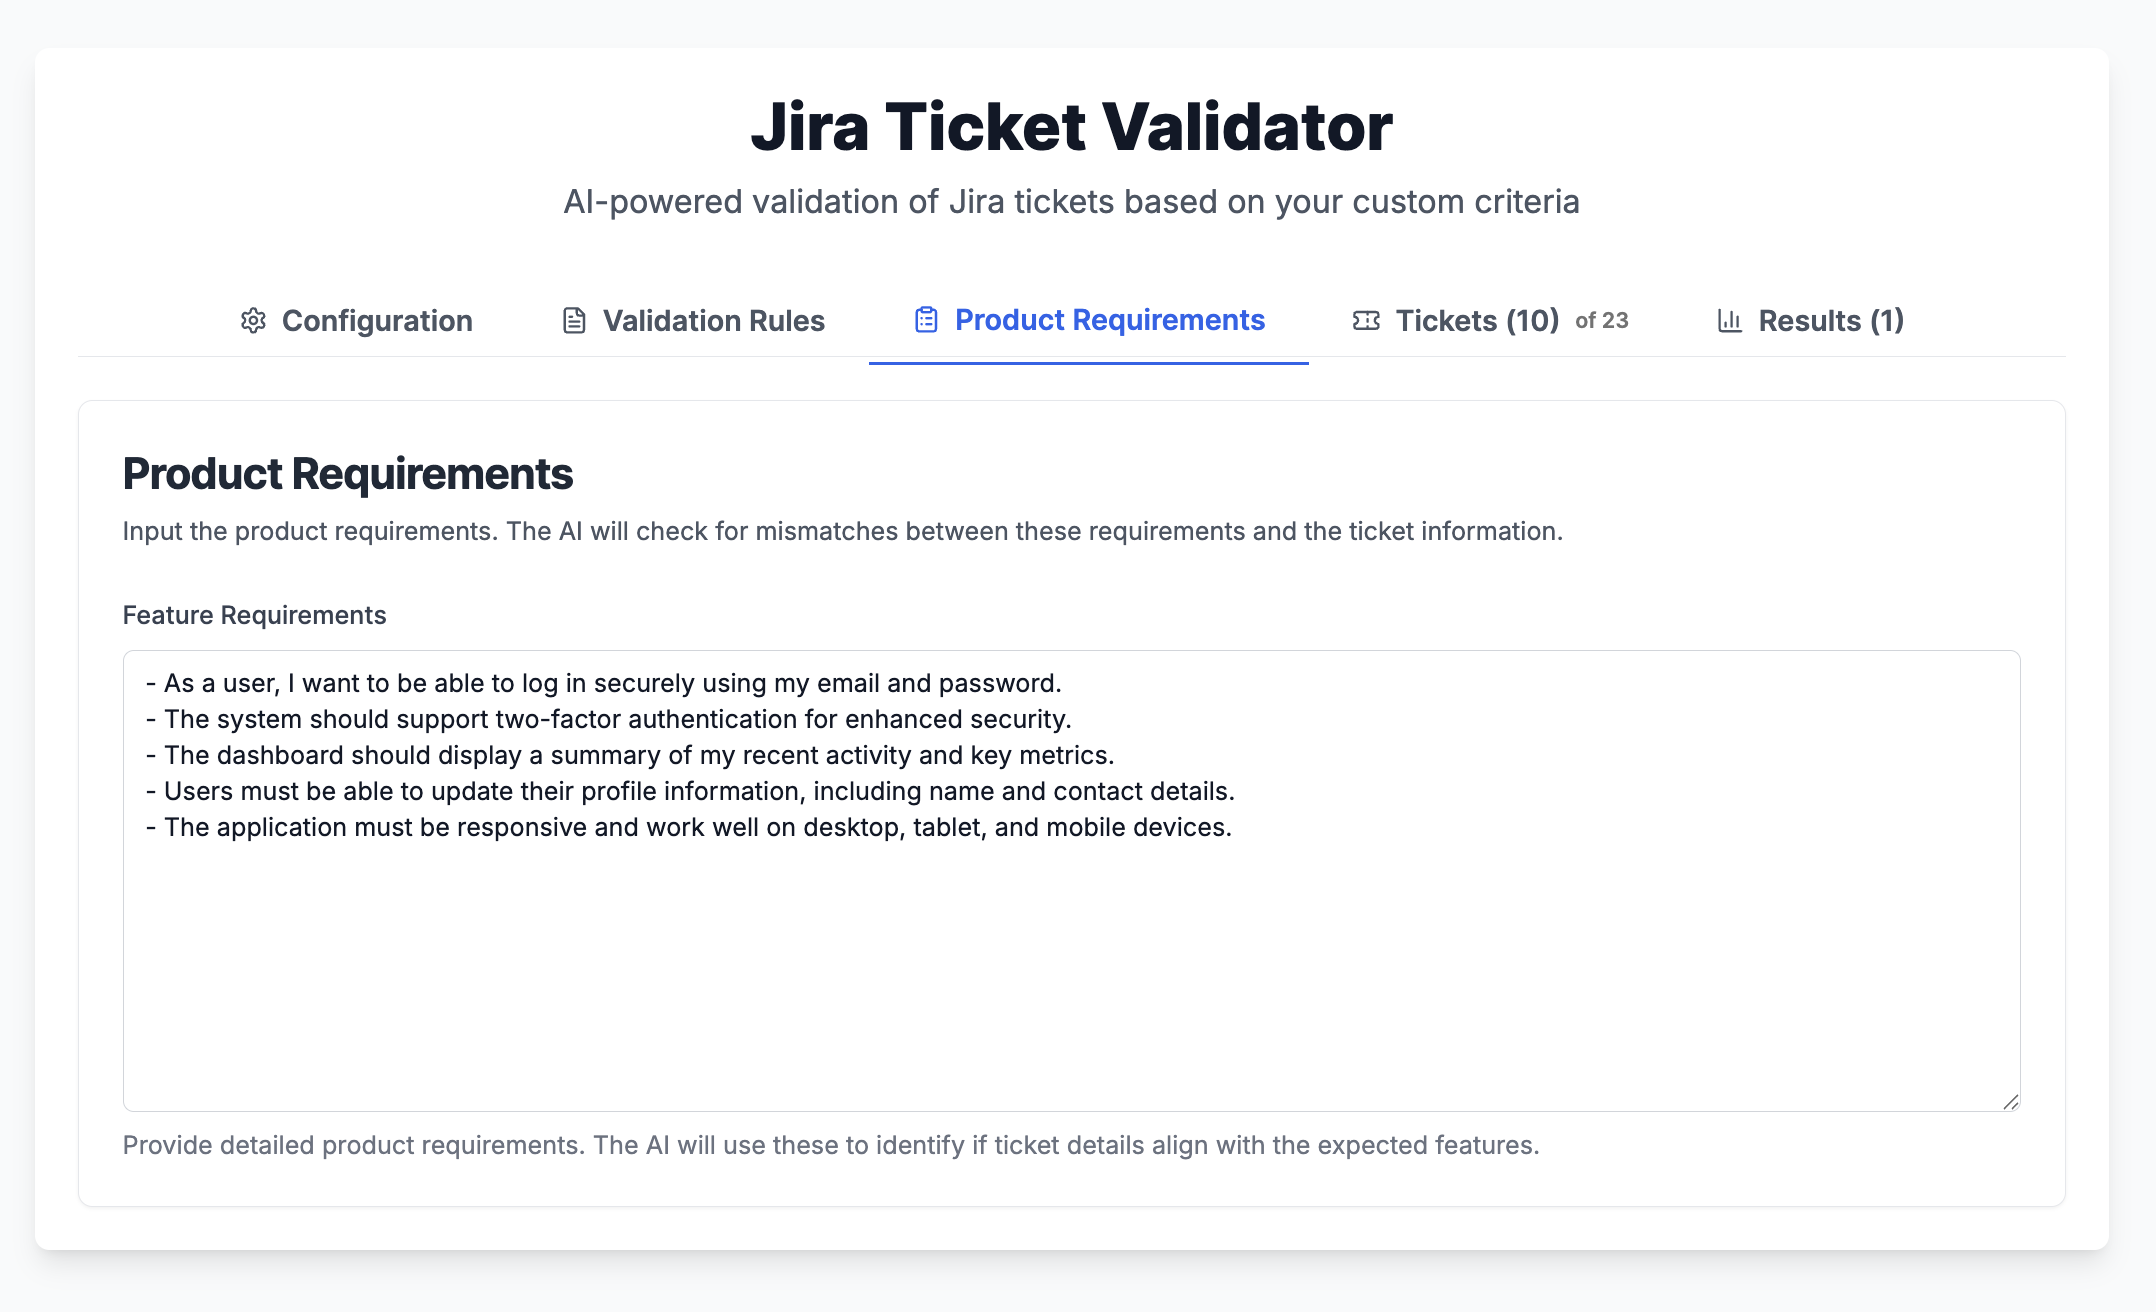 Jira Ticket Validator
AI-powered validation of Jira tickets based on your custom criteria
Configuration
Validation Rules
Product Requirements
Tickets (10) of 23
Results (1)
Product Requirements
Input the product requirements. The AI will check for mismatches between these requirements and the ticket information.
Feature Requirements
- As a user, I want to be able to log in securely using my email and password.
- The system should support two-factor authentication for enhanced security.
- The dashboard should display a summary of my recent activity and key metrics.
- Users must be able to update their profile information, including name and contact details.
- The application must be responsive and work well on desktop, tablet, and mobile devices.
Provide detailed product requirements. The AI will use these to identify if ticket details align with the expected features.